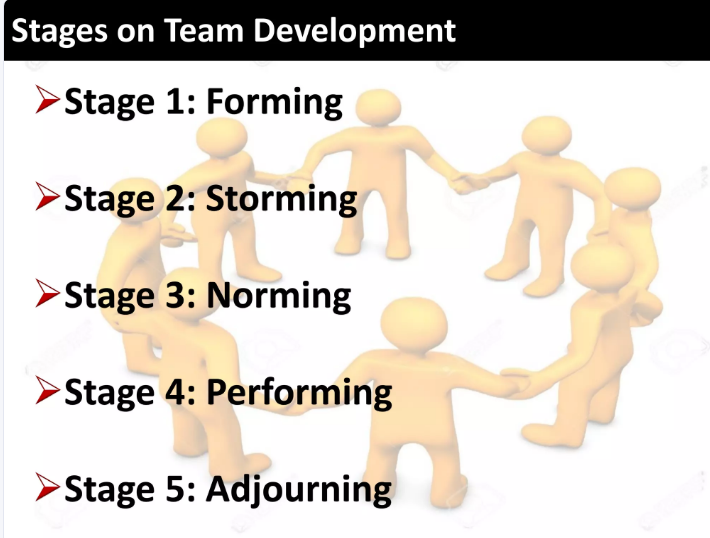 Stages on Team Development
Stage 1: Forming
Stage 2: Storming
Stage 3: Norming
Stage 4: Performing
Stage 5: Adjourning